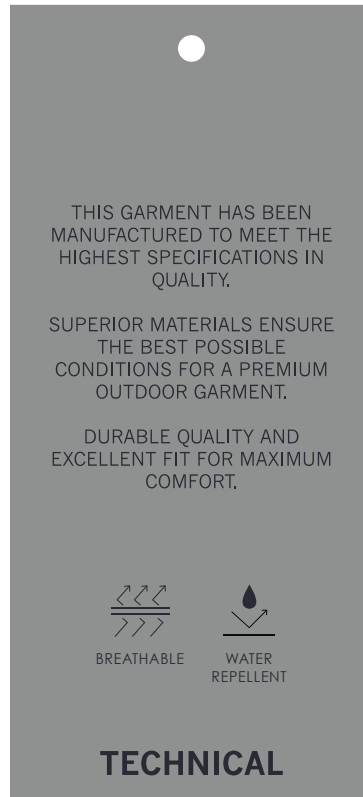 THIS GARMENT HAS BEEN
MANUFACTURED TO MEET THE
HIGHEST SPECIFICATIONS IN
QUALITY.
SUPERIOR MATERIALS ENSURE
THE BEST POSSIBLE
CONDITIONS FOR A PREMIUM
OUTDOOR GARMENT.
DURABLE QUALITY AND
EXCELLENT FIT FOR MAXIMUM
COMFORT.
BREATHABLE
WATER
REPELLENT
TECHNICAL